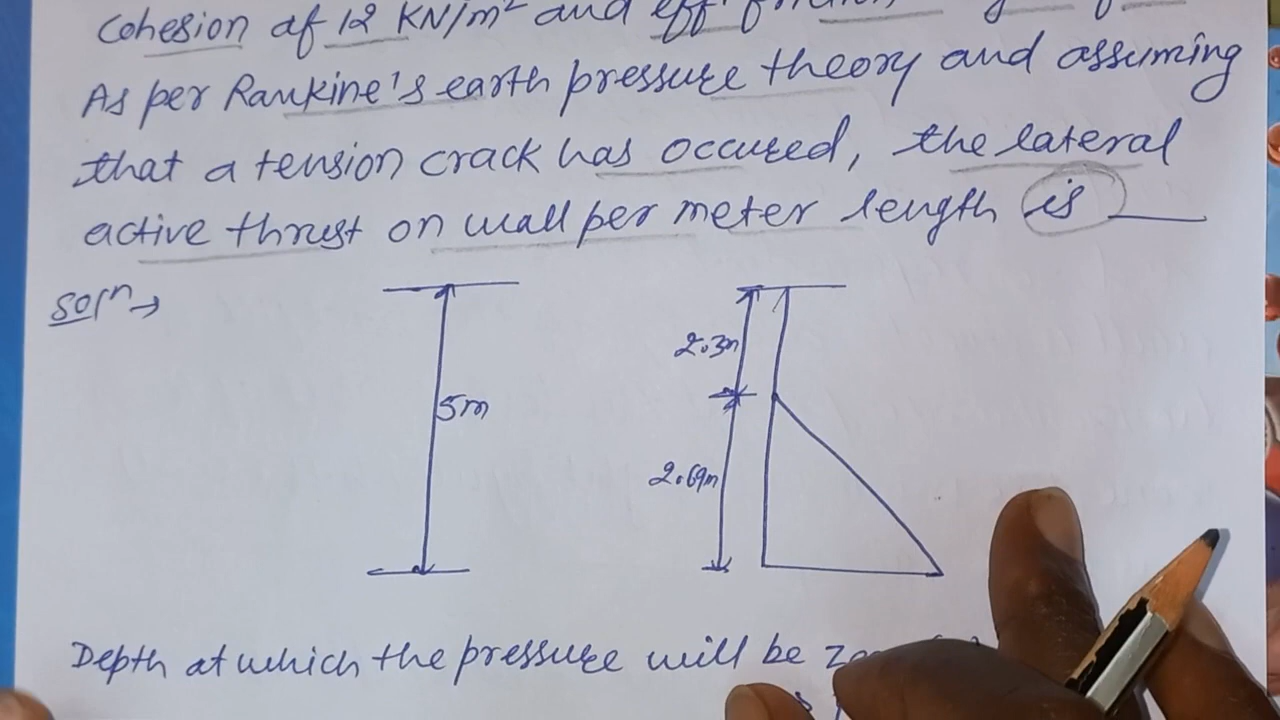 Cohesion of 12 KN/m² and eff
As per Rankine's earth pressure theory and assuming
that a tension crack has occured, the lateral
active thrust on wall per meter length is ____
Solⁿ→
2.3m
5m
2.69m
Depth at which the pressure will be